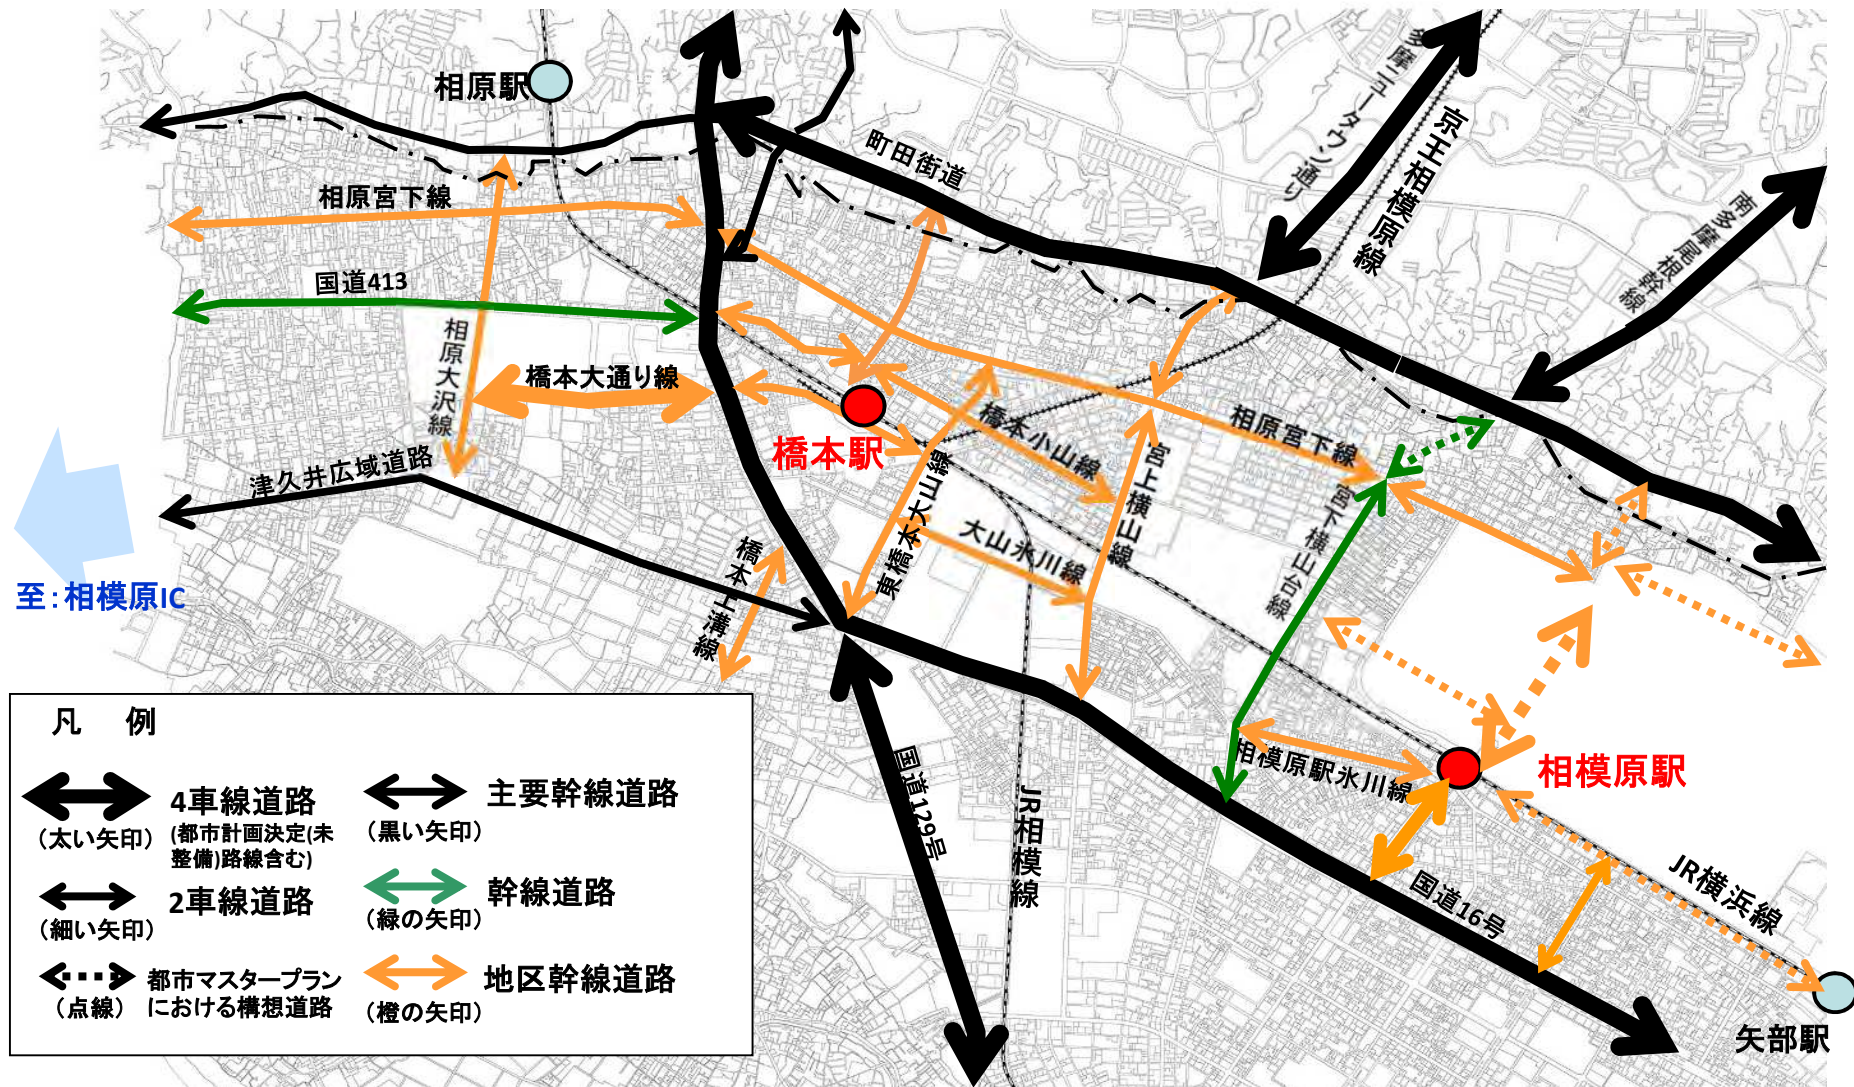 相原駅
町田街道
多摩ニュータウン通り
京王相模原線
南多摩尾根幹線
相原宮下線
国道413
相原大沢線
橋本大通り線
橋本駅
橋本小山線
相原宮下線
津久井広域道路
東橋本大山線
宮上横山線
大山氷川線
宮下横山台線
橋本上溝線
至:相模原IC
相模原駅
相模原駅氷川線
国道129号
JR相模線
国道16号
JR横浜線
矢部駅
凡 例
4車線道路
(太い矢印)
(都市計画決定(未
整備)路線含む)
2車線道路
(細い矢印)
都市マスタープラン
における構想道路
(点線)
主要幹線道路
(黒い矢印)
幹線道路
(緑の矢印)
地区幹線道路
(橙の矢印)